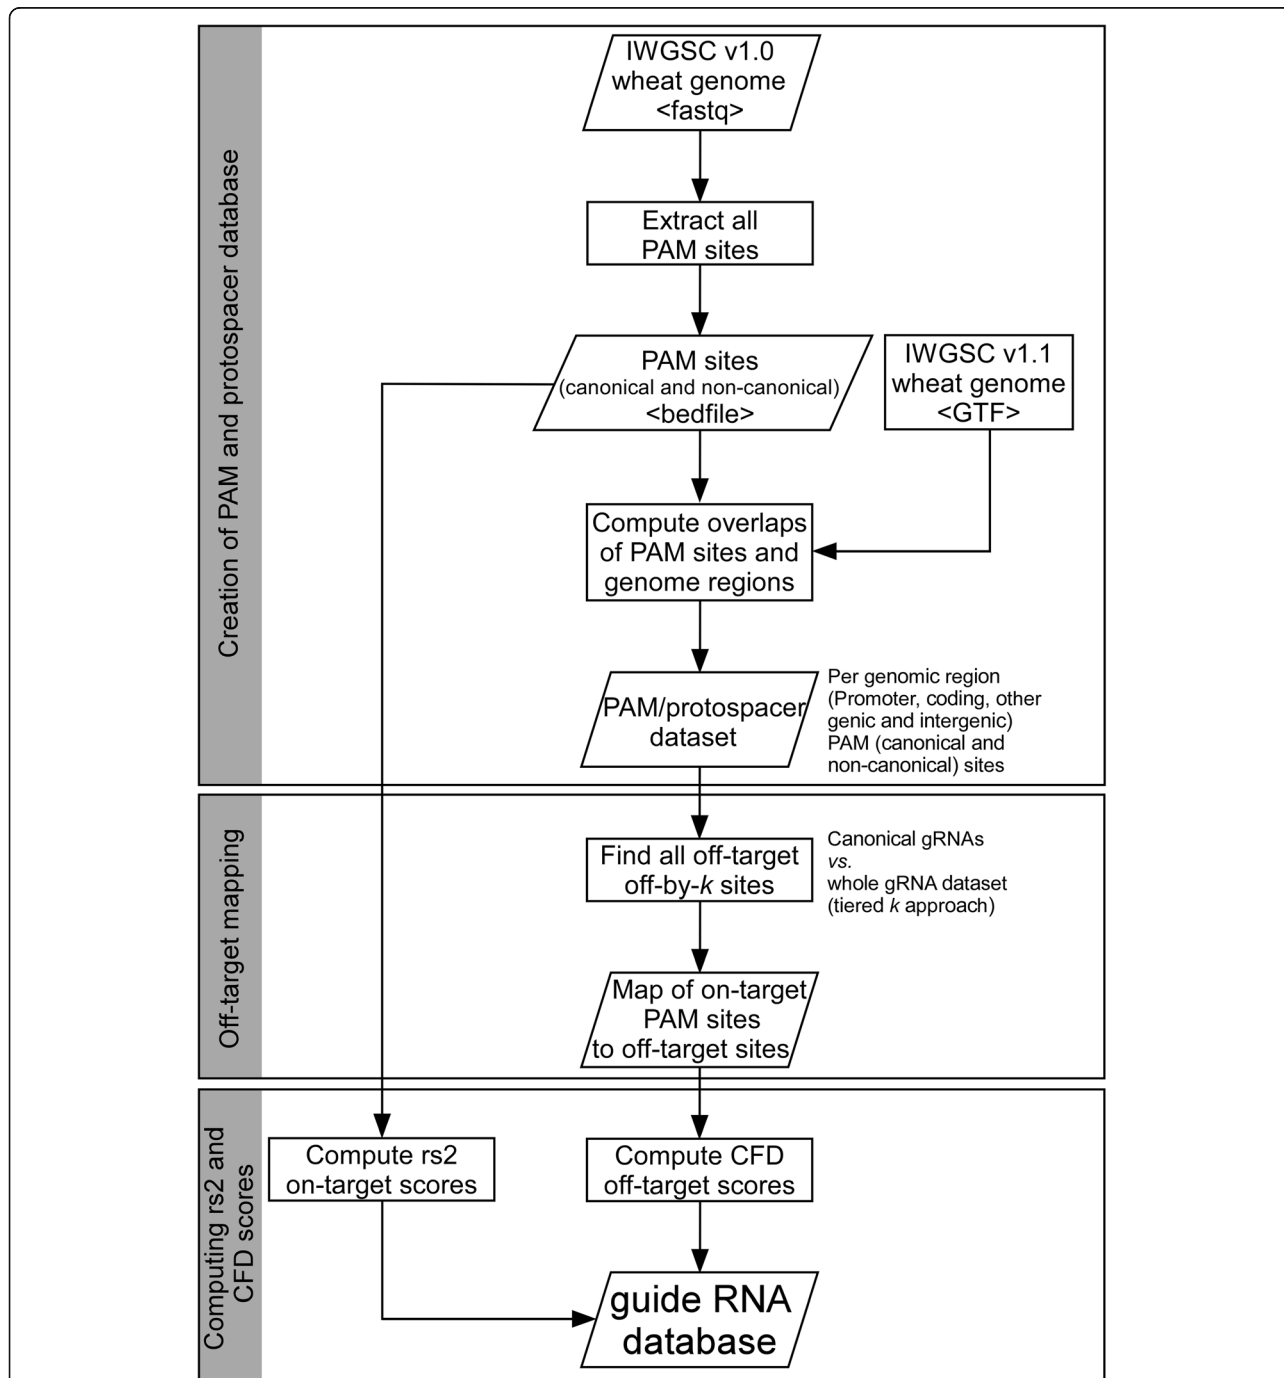 Creation of PAM and protospacer database
IWGSC v1.0
wheat genome
<fastq>
Extract all
PAM sites
PAM sites
(canonical and non-canonical)
<bedfile>
IWGSC v1.1
wheat genome
<GTF>
Compute overlaps
of PAM sites and
genome regions
PAM/protospacer
dataset
Per genomic region
(Promoter, coding, other
genic and intergenic)
PAM (canonical and
non-canonical) sites
Off-target mapping
Find all off-target
off-by-k sites
Canonical gRNAs
vs.
whole gRNA dataset
(tiered k approach)
Map of on-target
PAM sites
to off-target sites
Computing rs2 and
CFD scores
Compute rs2
on-target scores
Compute CFD
off-target scores
guide RNA
database